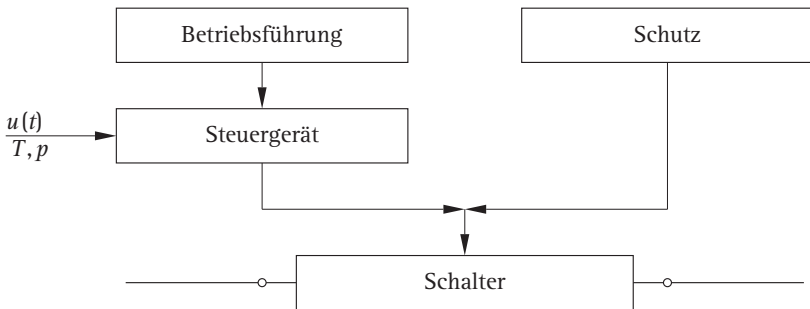 Betriebsführung
Schutz
u(t)
T, p
Steuergerät
Schalter